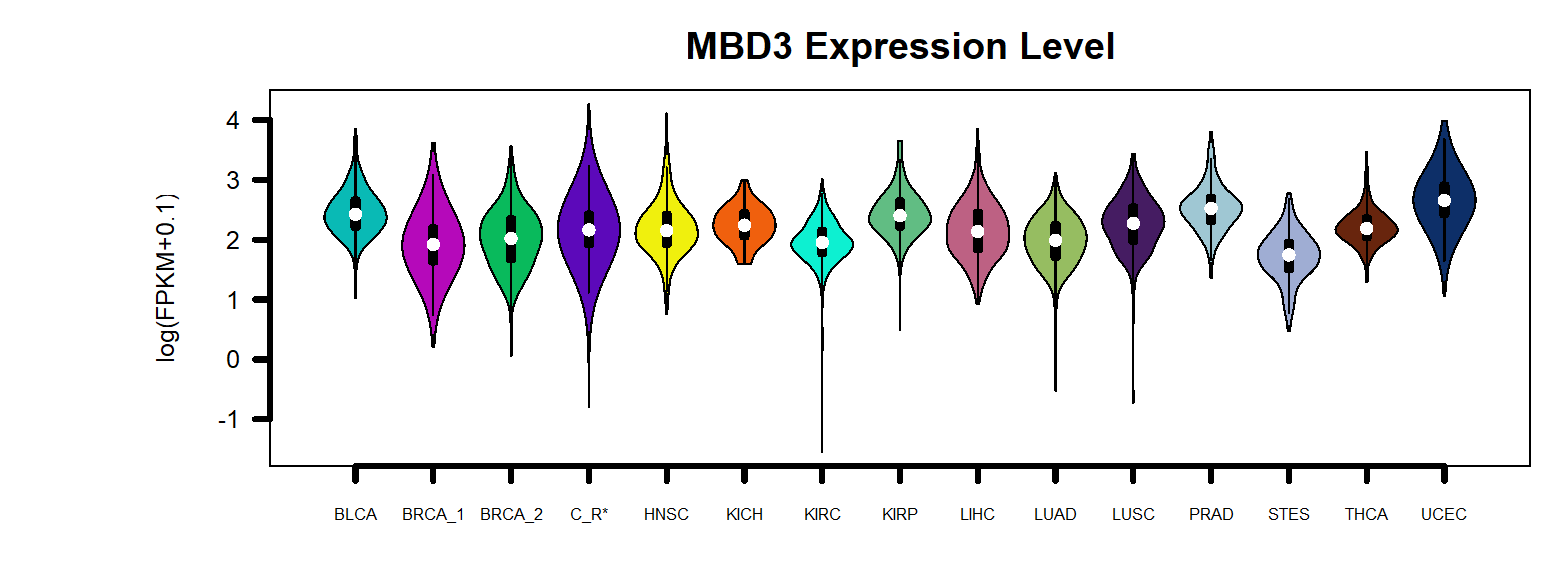 MBD3 Expression Level
log(FPKM+0.1)
4
3
2
1
0
-1
BLCA BRCA_1 BRCA_2 C_R* HNSC KICH KIRC KIRP LIHC LUAD LUSC PRAD STES THCA UCEC